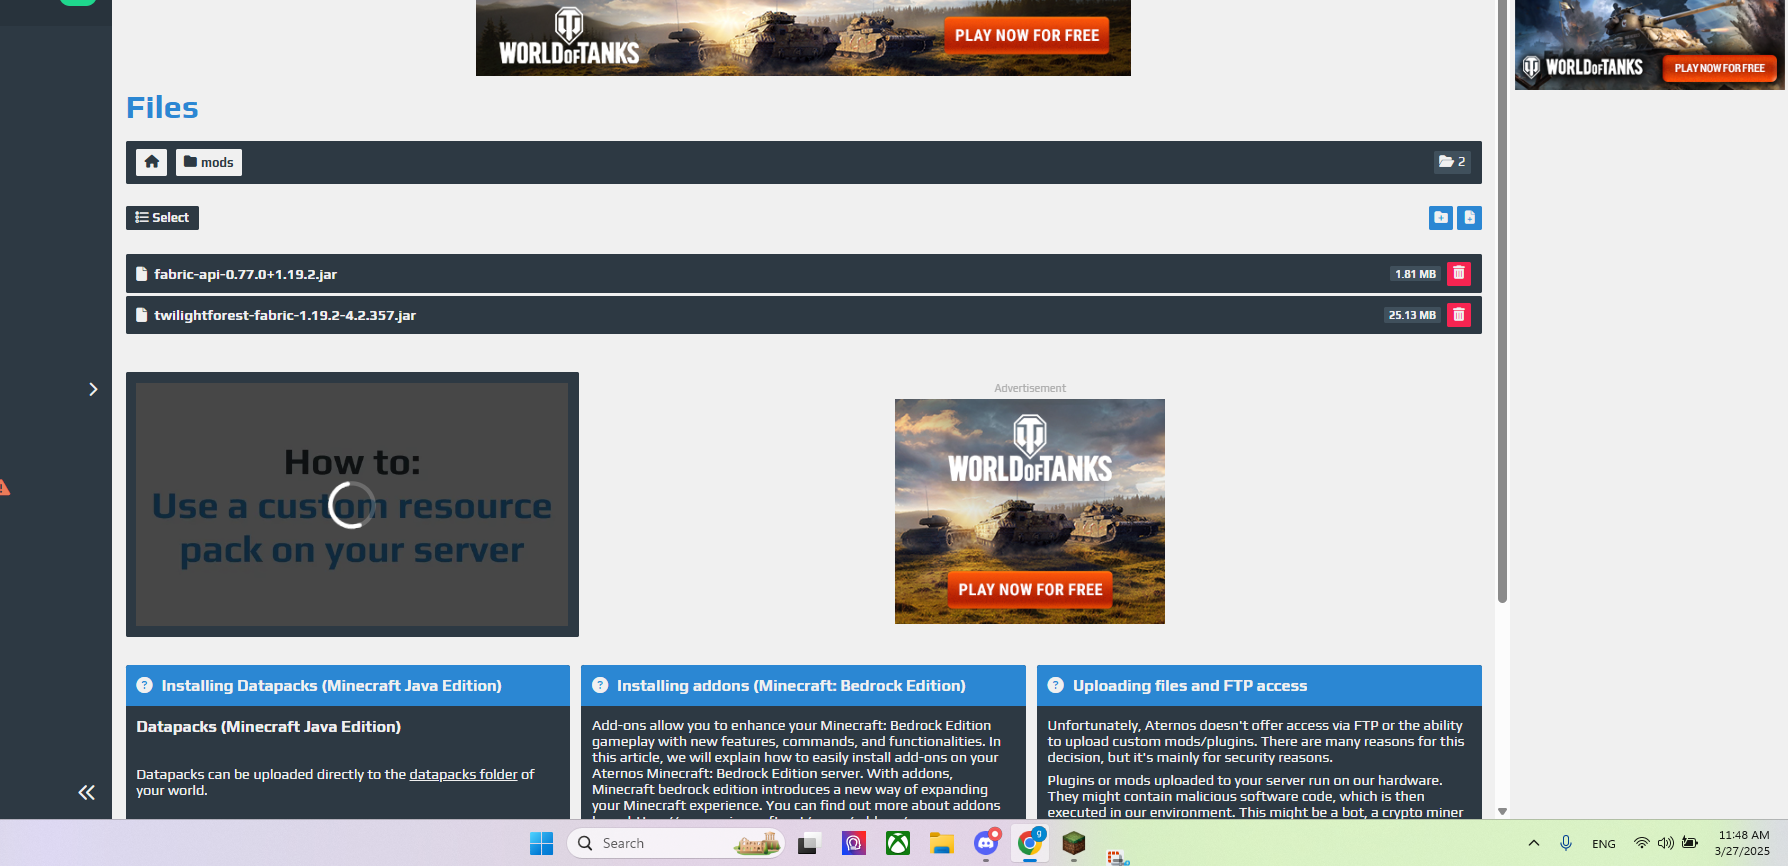 WORLD OF TANKS
PLAY NOW FOR FREE
WORLD OF TANKS
PLAY NOW FOR FREE
Files
mods
2
Select
fabric-api-0.77.0+1.19.2.jar
1.81 MB
twilightforest-fabric-1.19.2-4.2.357.jar
25.13 MB
How to:
Use a custom resource
pack on your server
Advertisement
WORLD OF TANKS
PLAY NOW FOR FREE
? Installing Datapacks (Minecraft Java Edition)
Datapacks (Minecraft Java Edition)
Datapacks can be uploaded directly to the datapacks folder of
your world.
? Installing addons (Minecraft: Bedrock Edition)
Add-ons allow you to enhance your Minecraft: Bedrock Edition
gameplay with new features, commands, and functionalities. In
this article, we will explain how to easily install add-ons on your
Aternos Minecraft: Bedrock Edition server. With addons,
Minecraft bedrock edition introduces a new way of expanding
your Minecraft experience. You can find out more about addons
? Uploading files and FTP access
Unfortunately, Aternos doesn't offer access via FTP or the ability
to upload custom mods/plugins. There are many reasons for this
decision, but it's mainly for security reasons.
Plugins or mods uploaded to your server run on our hardware.
They might contain malicious software code, which is then
executed in our environment. This might be a bot, a crypto miner
Search
g
ENG
11:48 AM
3/27/2025